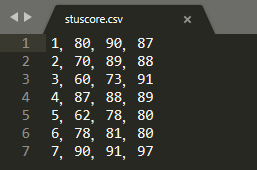 stuscore.csv ×
1 1, 80, 90, 87
2 2, 70, 89, 88
3 3, 60, 73, 91
4 4, 87, 88, 89
5 5, 62, 78, 80
6 6, 78, 81, 80
7 7, 90, 91, 97